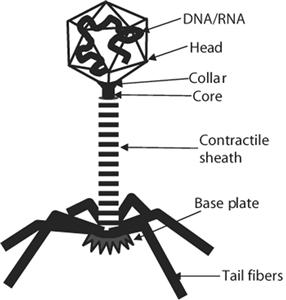 DNA/RNA
Head
Collar
Core
Contractile
sheath
Base plate
Tail fibers